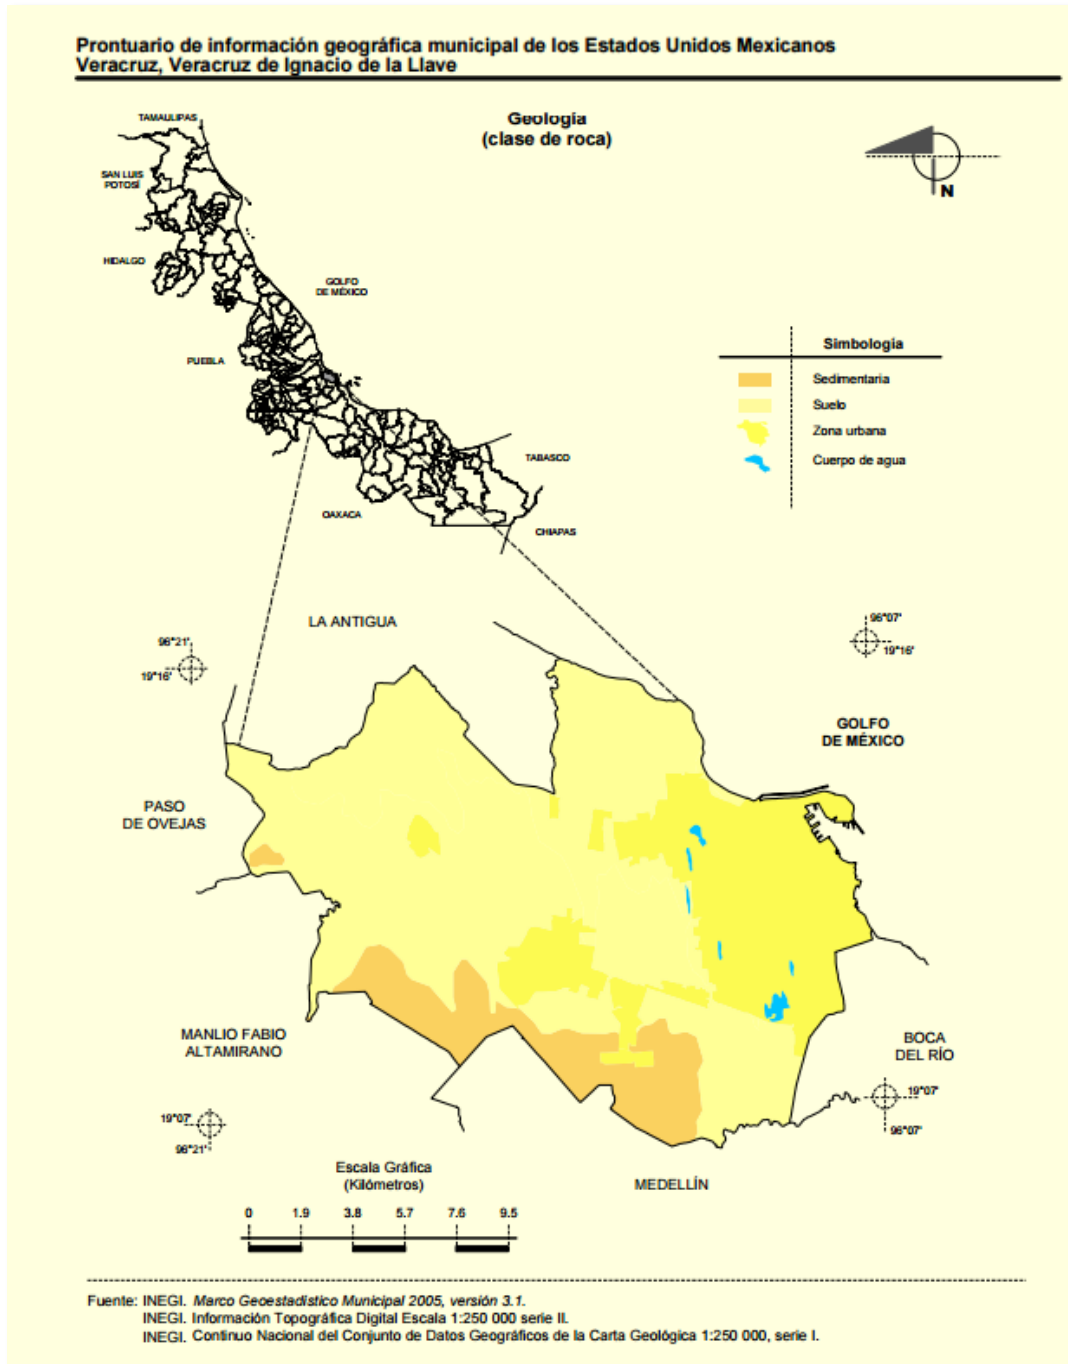 Prontuario de información geográfica municipal de los Estados Unidos Mexicanos
Veracruz, Veracruz de Ignacio de la Llave
Geología
(clase de roca)
N
TAMAULIPAS
SAN LUIS
POTOSÍ
HIDALGO
GOLFO
DE MÉXICO
PUEBLA
TABASCO
OAXACA
CHIAPAS
Simbología
Sedimentaria
Suelo
Zona urbana
Cuerpo de agua
LA ANTIGUA
96°21'
19°16'
96°07'
19°16'
GOLFO
DE MÉXICO
PASO
DE OVEJAS
MANLIO FABIO
ALTAMIRANO
BOCA
DEL RÍO
19°07'
96°07'
19°07'
96°21'
MEDELLÍN
Escala Gráfica
(Kilómetros)
0 1.9 3.8 5.7 7.6 9.5
Fuente: INEGI. Marco Geoestadístico Municipal 2005, versión 3.1.
INEGI. Información Topográfica Digital Escala 1:250 000 serie II.
INEGI. Continuo Nacional del Conjunto de Datos Geográficos de la Carta Geológica 1:250 000, serie I.